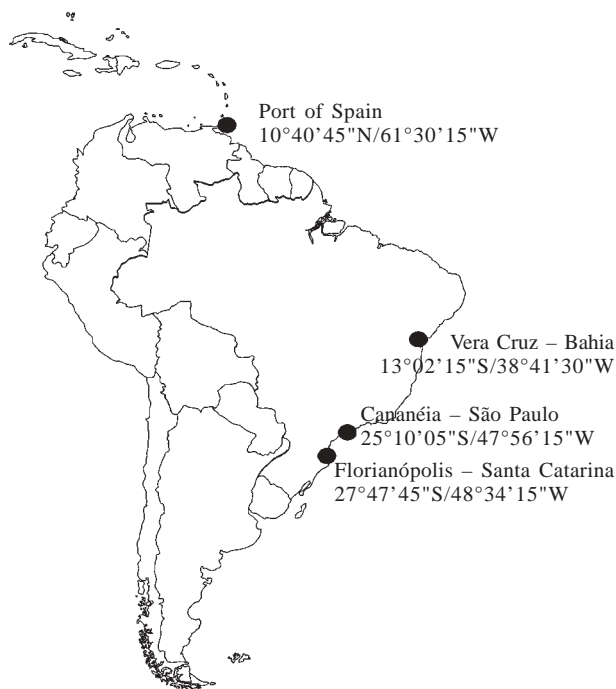 Port of Spain
10°40’45"N/61°30’15"W
Vera Cruz – Bahia
13°02’15"S/38°41’30"W
Cananéia – São Paulo
25°10’05"S/47°56’15"W
Florianópolis – Santa Catarina
27°47’45"S/48°34’15"W